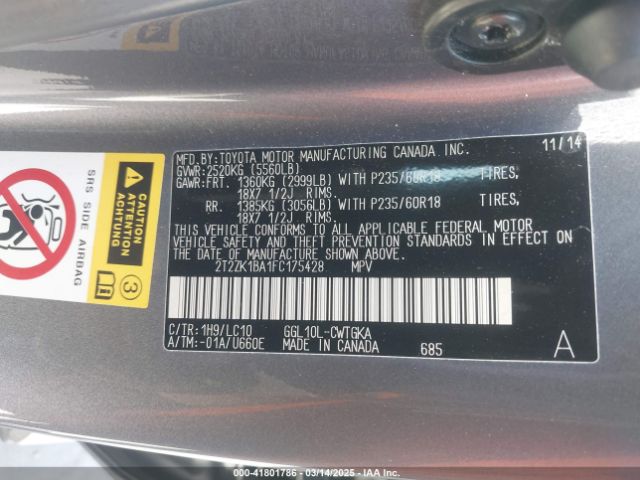 MFD. BY: TOYOTA MOTOR MANUFACTURING CANADA INC. 11/14
GVWR: 2520KG (5560LB)
GAWR: FRT. 1360KG (2999LB) WITH P235/60R18 TIRES,
18X7 1/2J RIMS.
RR. 1385KG (3056LB) WITH P235/60R18 TIRES,
18X7 1/2J RIMS.
THIS VEHICLE CONFORMS TO ALL APPLICABLE FEDERAL MOTOR
VEHICLE SAFETY AND THEFT PREVENTION STANDARDS IN EFFECT ON
THE DATE OF MANUFACTURE SHOWN ABOVE.
2T2ZK1BA1FC175428 MPV
C/TR: 1H9/LC10 GGL10L-CWTGKA A
A/TM: -01A/U660E MADE IN CANADA 685
SRS SIDE AIRBAG
ATTENTION
CAUTION
000-41801786 03/14/2025 IAA Holdings, LLC.